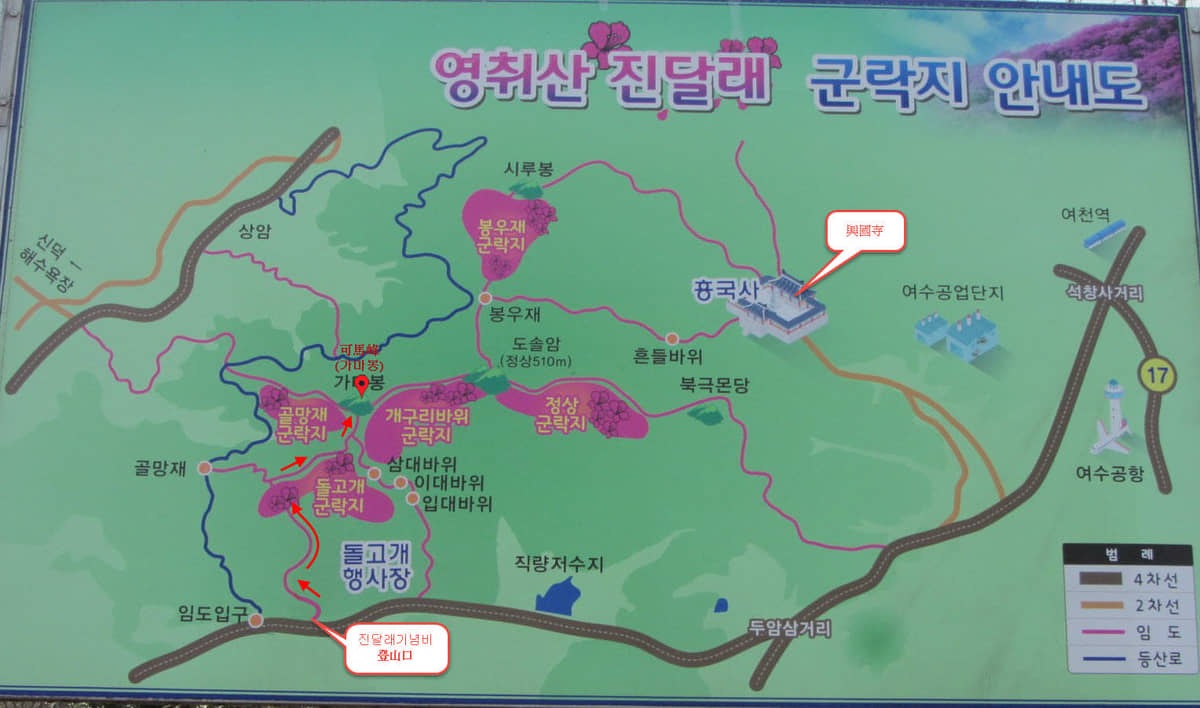 영취산 진달래 군락지 안내도
시루봉
여천역
상암
봉우재
군락지
興國寺
신덕
해수욕장
흥국사
여수공업단지
석창사거리
봉우재
도솔암
(정상510m)
흔들바위
可馬峰
(가마봉)
가마봉
북극몬당
17
골망재
군락지
개구리바위
군락지
정상
군락지
골망재
삼대바위
이대바위
입대바위
여수공항
돌고개
군락지
돌고개
행사장
직량저수지
범 례
4차선
2차선
임 도
등산로
임도입구
두암삼거리
진달래기념비
登山口